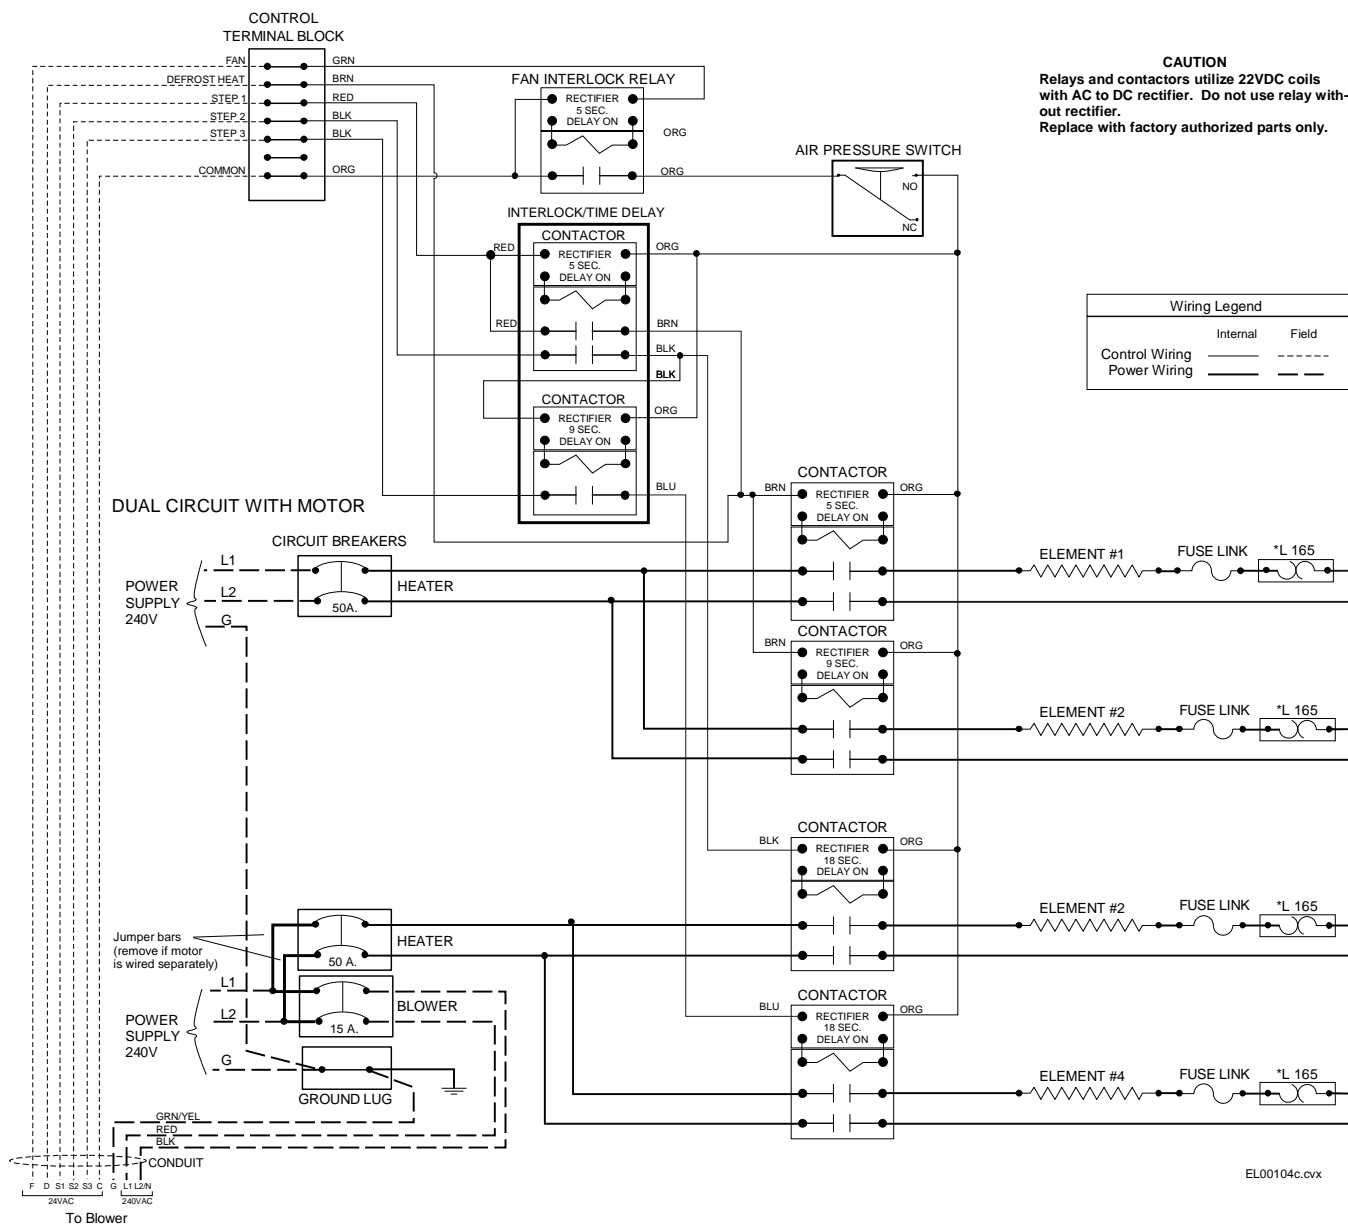 CONTROL
TERMINAL BLOCK
FAN
GRN
DEFROST HEAT
BRN
STEP 1
RED
STEP 2
BLK
STEP 3
BLK
COMMON
ORG
FAN INTERLOCK RELAY
RECTIFIER
5 SEC.
DELAY ON
ORG
ORG
CAUTION
Relays and contactors utilize 22VDC coils
with AC to DC rectifier. Do not use relay with-
out rectifier.
Replace with factory authorized parts only.
AIR PRESSURE SWITCH
NO
NC
INTERLOCK/TIME DELAY
CONTACTOR
RED
RECTIFIER
5 SEC.
DELAY ON
ORG
RED
BRN
BLK
BLK
CONTACTOR
RECTIFIER
9 SEC.
DELAY ON
ORG
BLU
Wiring Legend
Internal Field
Control Wiring
Power Wiring
DUAL CIRCUIT WITH MOTOR
CIRCUIT BREAKERS
L1
L2
G
POWER
SUPPLY
240V
50A.
HEATER
CONTACTOR
BRN
RECTIFIER
5 SEC.
DELAY ON
ORG
ELEMENT #1
FUSE LINK
*L 165
CONTACTOR
BRN
RECTIFIER
9 SEC.
DELAY ON
ORG
ELEMENT #2
FUSE LINK
*L 165
CONTACTOR
BLK
RECTIFIER
18 SEC.
DELAY ON
ORG
ELEMENT #2
FUSE LINK
*L 165
Jumper bars
(remove if motor
is wired separately)
50 A.
HEATER
L1
L2
G
POWER
SUPPLY
240V
15 A.
BLOWER
GROUND LUG
CONTACTOR
BLU
RECTIFIER
18 SEC.
DELAY ON
ORG
ELEMENT #4
FUSE LINK
*L 165
GRN/YEL
RED
BLK
CONDUIT
F D S1 S2 S3 C G L1 L2/N
24VAC 240VAC
To Blower
EL00104c.cvx